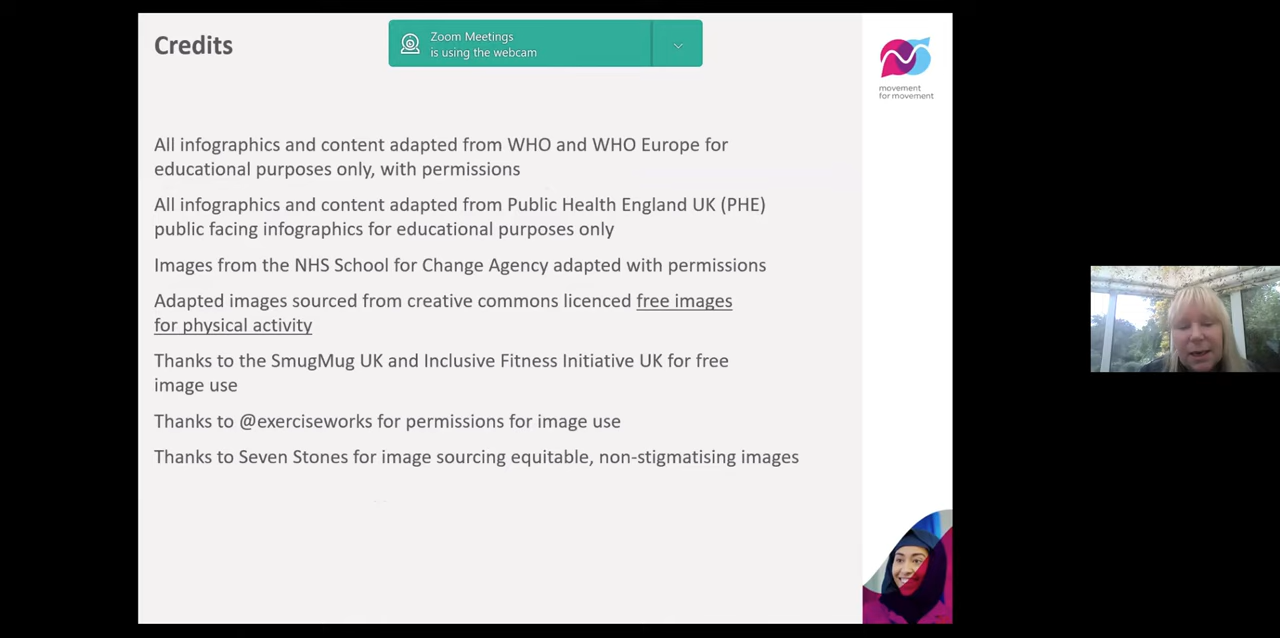 Credits
Zoom Meetings
is using the webcam
movement
for movement
All infographics and content adapted from WHO and WHO Europe for
educational purposes only, with permissions
All infographics and content adapted from Public Health England UK (PHE)
public facing infographics for educational purposes only
Images from the NHS School for Change Agency adapted with permissions
Adapted images sourced from creative commons licenced free images
for physical activity
Thanks to the SmugMug UK and Inclusive Fitness Initiative UK for free
image use
Thanks to @exerciseworks for permissions for image use
Thanks to Seven Stones for image sourcing equitable, non-stigmatising images